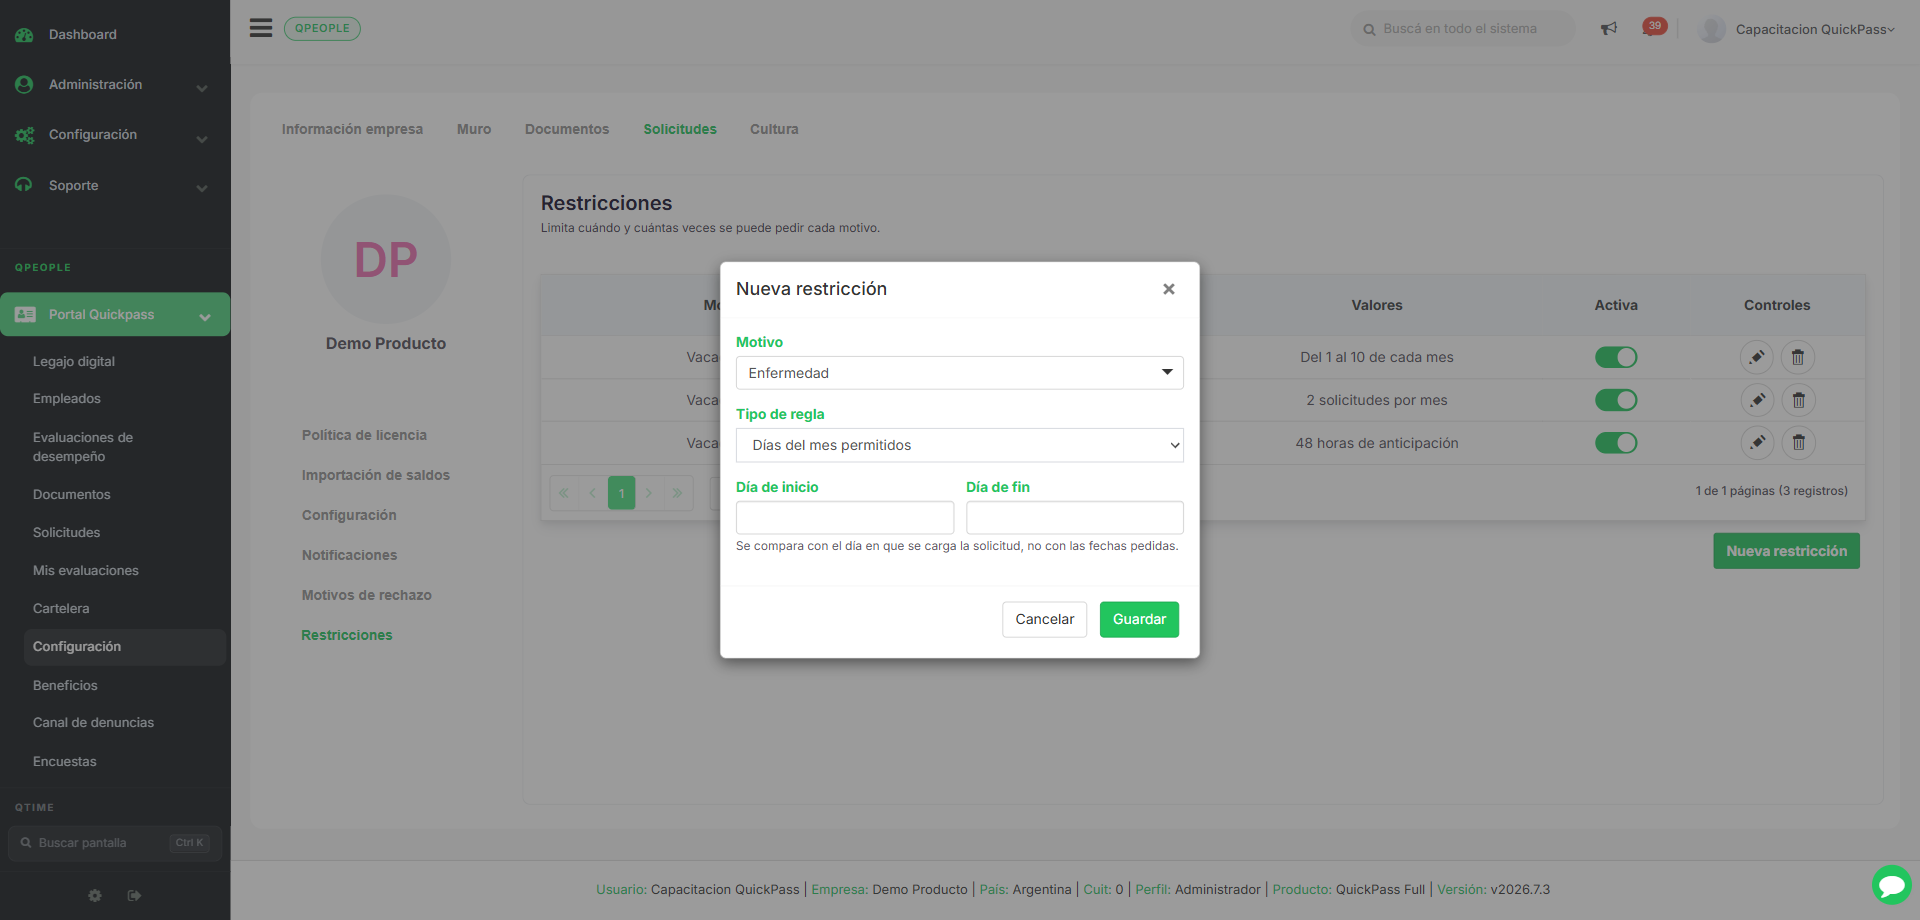 Dashboard
Administración
Configuración
Soporte
QPEOPLE
Portal Quickpass
Legajo digital
Empleados
Evaluaciones de
desempeño
Documentos
Solicitudes
Mis evaluaciones
Cartelera
Configuración
Beneficios
Canal de denuncias
Encuestas
QTIME
Buscar pantalla Ctrl K
QPEOPLE
Buscá en todo el sistema
39
Capacitacion QuickPass
Información empresa Muro Documentos Solicitudes Cultura
DP
Demo Producto
Política de licencia
Importación de saldos
Configuración
Notificaciones
Motivos de rechazo
Restricciones
Restricciones
Limita cuándo y cuántas veces se puede pedir cada motivo.
Valores Activa Controles
Del 1 al 10 de cada mes
2 solicitudes por mes
48 horas de anticipación
« ‹ 1 › »
1 de 1 páginas (3 registros)
Nueva restricción
Nueva restricción
Motivo
Enfermedad
Tipo de regla
Días del mes permitidos
Día de inicio Día de fin
Se compara con el día en que se carga la solicitud, no con las fechas pedidas.
Cancelar Guardar
Usuario: Capacitacion QuickPass | Empresa: Demo Producto | País: Argentina | Cuit: 0 | Perfil: Administrador | Producto: QuickPass Full | Versión: v2026.7.3